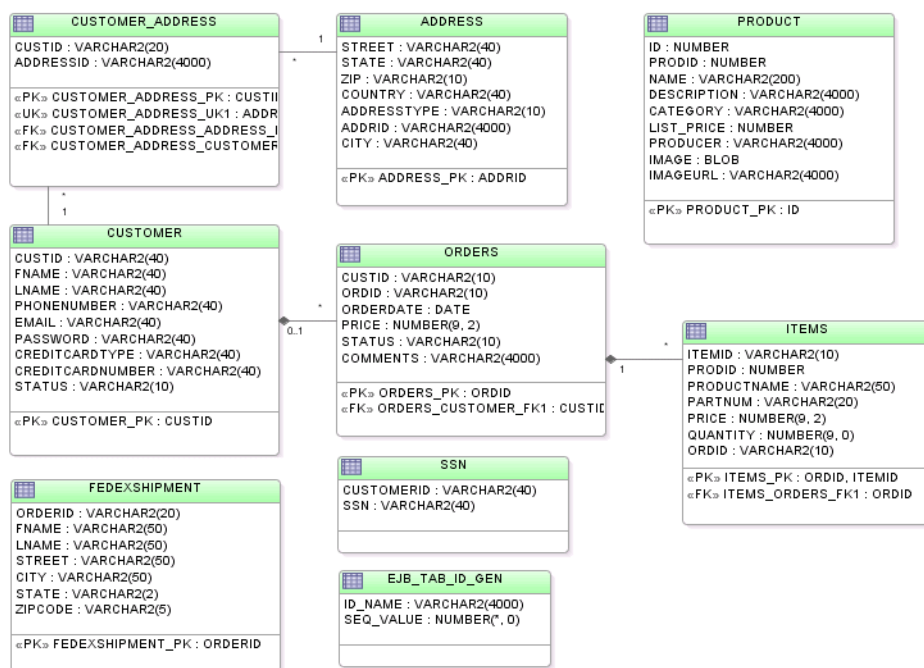 CUSTOMER_ADDRESS
CUSTID : VARCHAR2(20)
ADDRESSID : VARCHAR2(4000)
«PK» CUSTOMER_ADDRESS_PK : CUSTII
«UK» CUSTOMER_ADDRESS_UK1 : ADDR
«FK» CUSTOMER_ADDRESS_ADDRESS_
«FK» CUSTOMER_ADDRESS_CUSTOMER
1
*
ADDRESS
STREET : VARCHAR2(40)
STATE : VARCHAR2(40)
ZIP : VARCHAR2(10)
COUNTRY : VARCHAR2(40)
ADDRESSTYPE : VARCHAR2(10)
ADDRID : VARCHAR2(4000)
CITY : VARCHAR2(40)
«PK» ADDRESS_PK : ADDRID
PRODUCT
ID : NUMBER
PRODID : NUMBER
NAME : VARCHAR2(200)
DESCRIPTION : VARCHAR2(4000)
CATEGORY : VARCHAR2(4000)
LIST_PRICE : NUMBER
PRODUCER : VARCHAR2(4000)
IMAGE : BLOB
IMAGEURL : VARCHAR2(4000)
«PK» PRODUCT_PK : ID
*
1
CUSTOMER
CUSTID : VARCHAR2(40)
FNAME : VARCHAR2(40)
LNAME : VARCHAR2(40)
PHONENUMBER : VARCHAR2(40)
EMAIL : VARCHAR2(40)
PASSWORD : VARCHAR2(40)
CREDITCARDTYPE : VARCHAR2(40)
CREDITCARDNUMBER : VARCHAR2(40)
STATUS : VARCHAR2(10)
«PK» CUSTOMER_PK : CUSTID
*
0..1
ORDERS
CUSTID : VARCHAR2(10)
ORDID : VARCHAR2(10)
ORDERDATE : DATE
PRICE : NUMBER(9, 2)
STATUS : VARCHAR2(10)
COMMENTS : VARCHAR2(4000)
«PK» ORDERS_PK : ORDID
«FK» ORDERS_CUSTOMER_FK1 : CUSTID
*
1
ITEMS
ITEMID : VARCHAR2(10)
PRODID : NUMBER
PRODUCTNAME : VARCHAR2(50)
PARTNUM : VARCHAR2(20)
PRICE : NUMBER(9, 2)
QUANTITY : NUMBER(9, 0)
ORDID : VARCHAR2(10)
«PK» ITEMS_PK : ORDID, ITEMID
«FK» ITEMS_ORDERS_FK1 : ORDID
FEDEXSHIPMENT
ORDERID : VARCHAR2(20)
FNAME : VARCHAR2(50)
LNAME : VARCHAR2(50)
STREET : VARCHAR2(50)
CITY : VARCHAR2(50)
STATE : VARCHAR2(2)
ZIPCODE : VARCHAR2(5)
«PK» FEDEXSHIPMENT_PK : ORDERID
SSN
CUSTOMERID : VARCHAR2(40)
SSN : VARCHAR2(40)
EJB_TAB_ID_GEN
ID_NAME : VARCHAR2(4000)
SEQ_VALUE : NUMBER(*, 0)